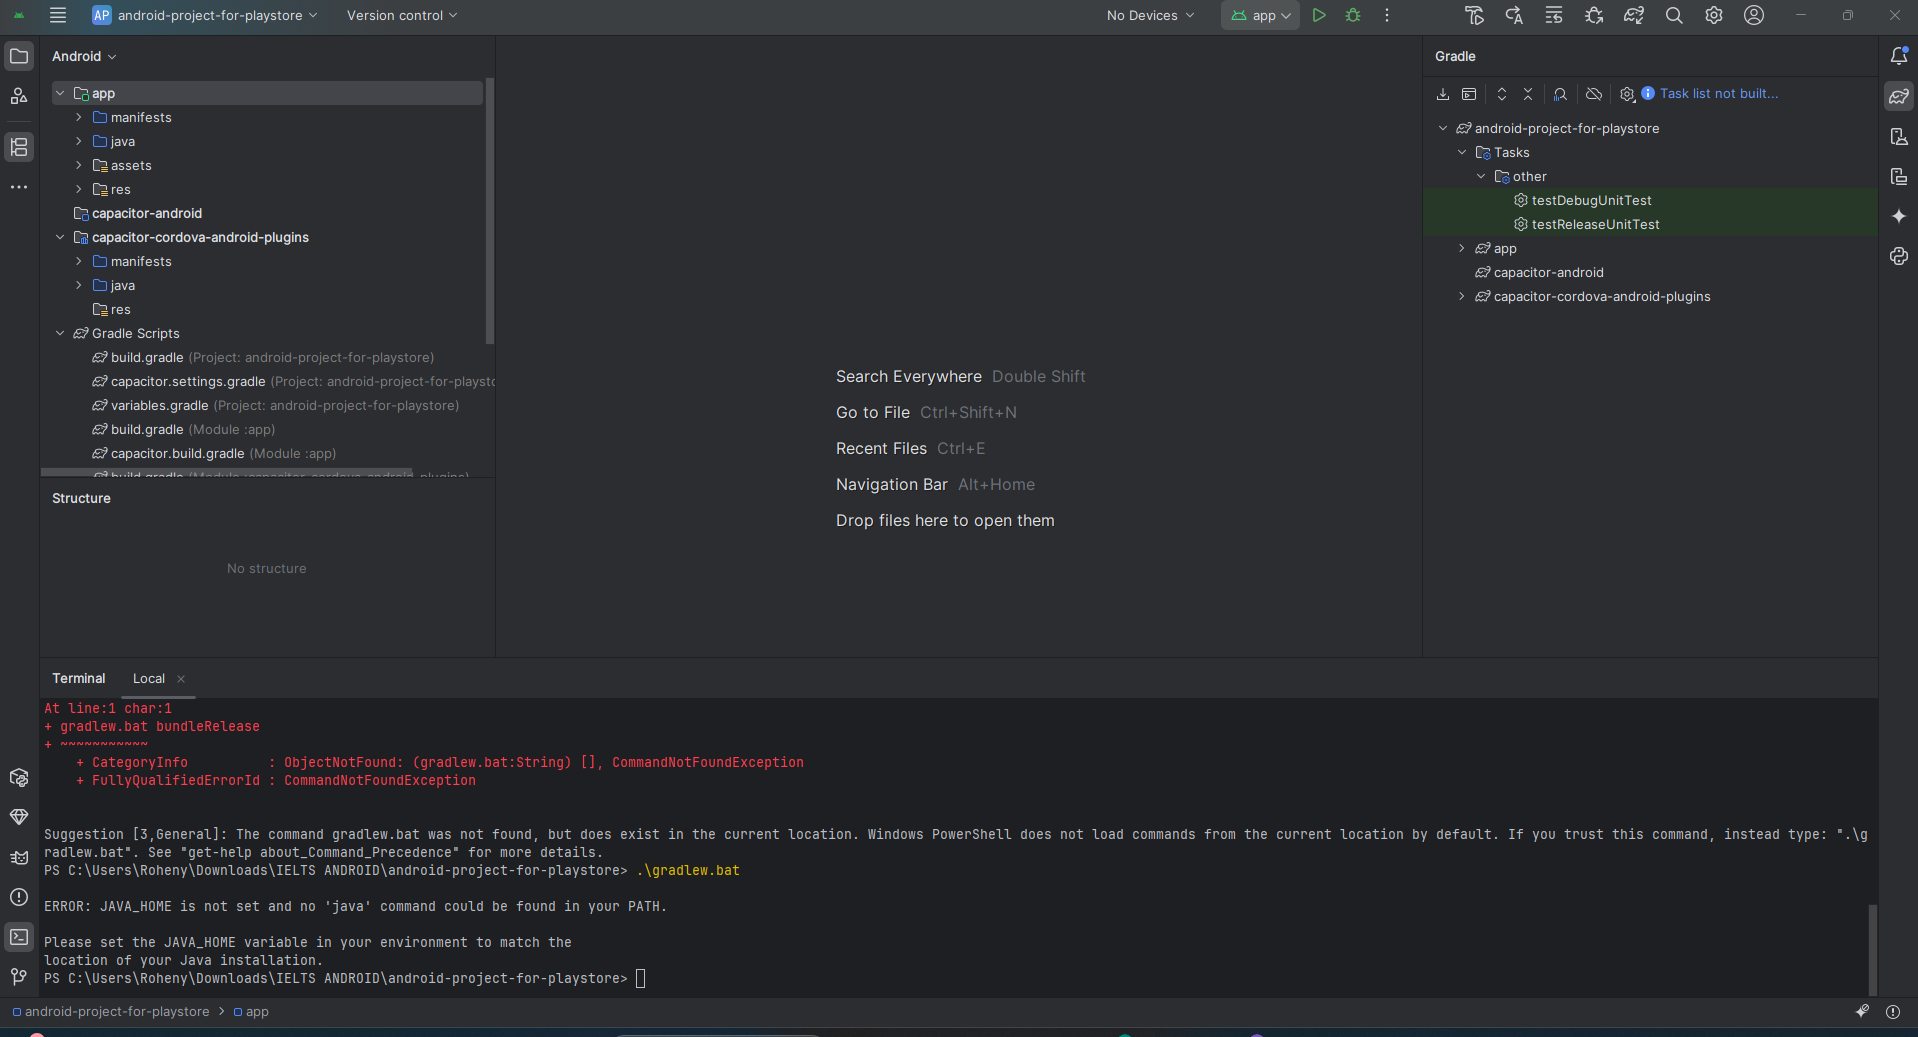 AP android-project-for-playstore
Version control
No Devices
app
Android
app
manifests
java
assets
res
capacitor-android
capacitor-cordova-android-plugins
manifests
java
res
Gradle Scripts
build.gradle (Project: android-project-for-playstore)
capacitor.settings.gradle (Project: android-project-for-playsto
variables.gradle (Project: android-project-for-playstore)
build.gradle (Module :app)
capacitor.build.gradle (Module :app)
build.gradle (Module :capacitor-cordova-android-plugins)
Structure
No structure
Search Everywhere Double Shift
Go to File Ctrl+Shift+N
Recent Files Ctrl+E
Navigation Bar Alt+Home
Drop files here to open them
Gradle
Task list not built...
android-project-for-playstore
Tasks
other
testDebugUnitTest
testReleaseUnitTest
app
capacitor-android
capacitor-cordova-android-plugins
Terminal
Local
At line:1 char:1
+ gradlew.bat bundleRelease
+ ~~~~~~~~~~~
+ CategoryInfo : ObjectNotFound: (gradlew.bat:String) [], CommandNotFoundException
+ FullyQualifiedErrorId : CommandNotFoundException
Suggestion [3,General]: The command gradlew.bat was not found, but does exist in the current location. Windows PowerShell does not load commands from the current location by default. If you trust this command, instead type: ".\g
radlew.bat". See "get-help about_Command_Precedence" for more details.
PS C:\Users\Roheny\Downloads\IELTS ANDROID\android-project-for-playstore> .\gradlew.bat
ERROR: JAVA_HOME is not set and no 'java' command could be found in your PATH.
Please set the JAVA_HOME variable in your environment to match the
location of your Java installation.
PS C:\Users\Roheny\Downloads\IELTS ANDROID\android-project-for-playstore>
android-project-for-playstore > app